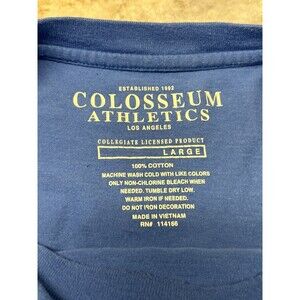 ESTABLISHED 1992
COLOSSEUM
ATHLETICS
LOS ANGELES
COLLEGIATE LICENSED PRODUCT
LARGE
100% COTTON
MACHINE WASH COLD WITH LIKE COLORS
ONLY NON-CHLORINE BLEACH WHEN
NEEDED. TUMBLE DRY LOW.
WARM IRON IF NEEDED.
DO NOT IRON DECORATION
MADE IN VIETNAM
RN# 114166